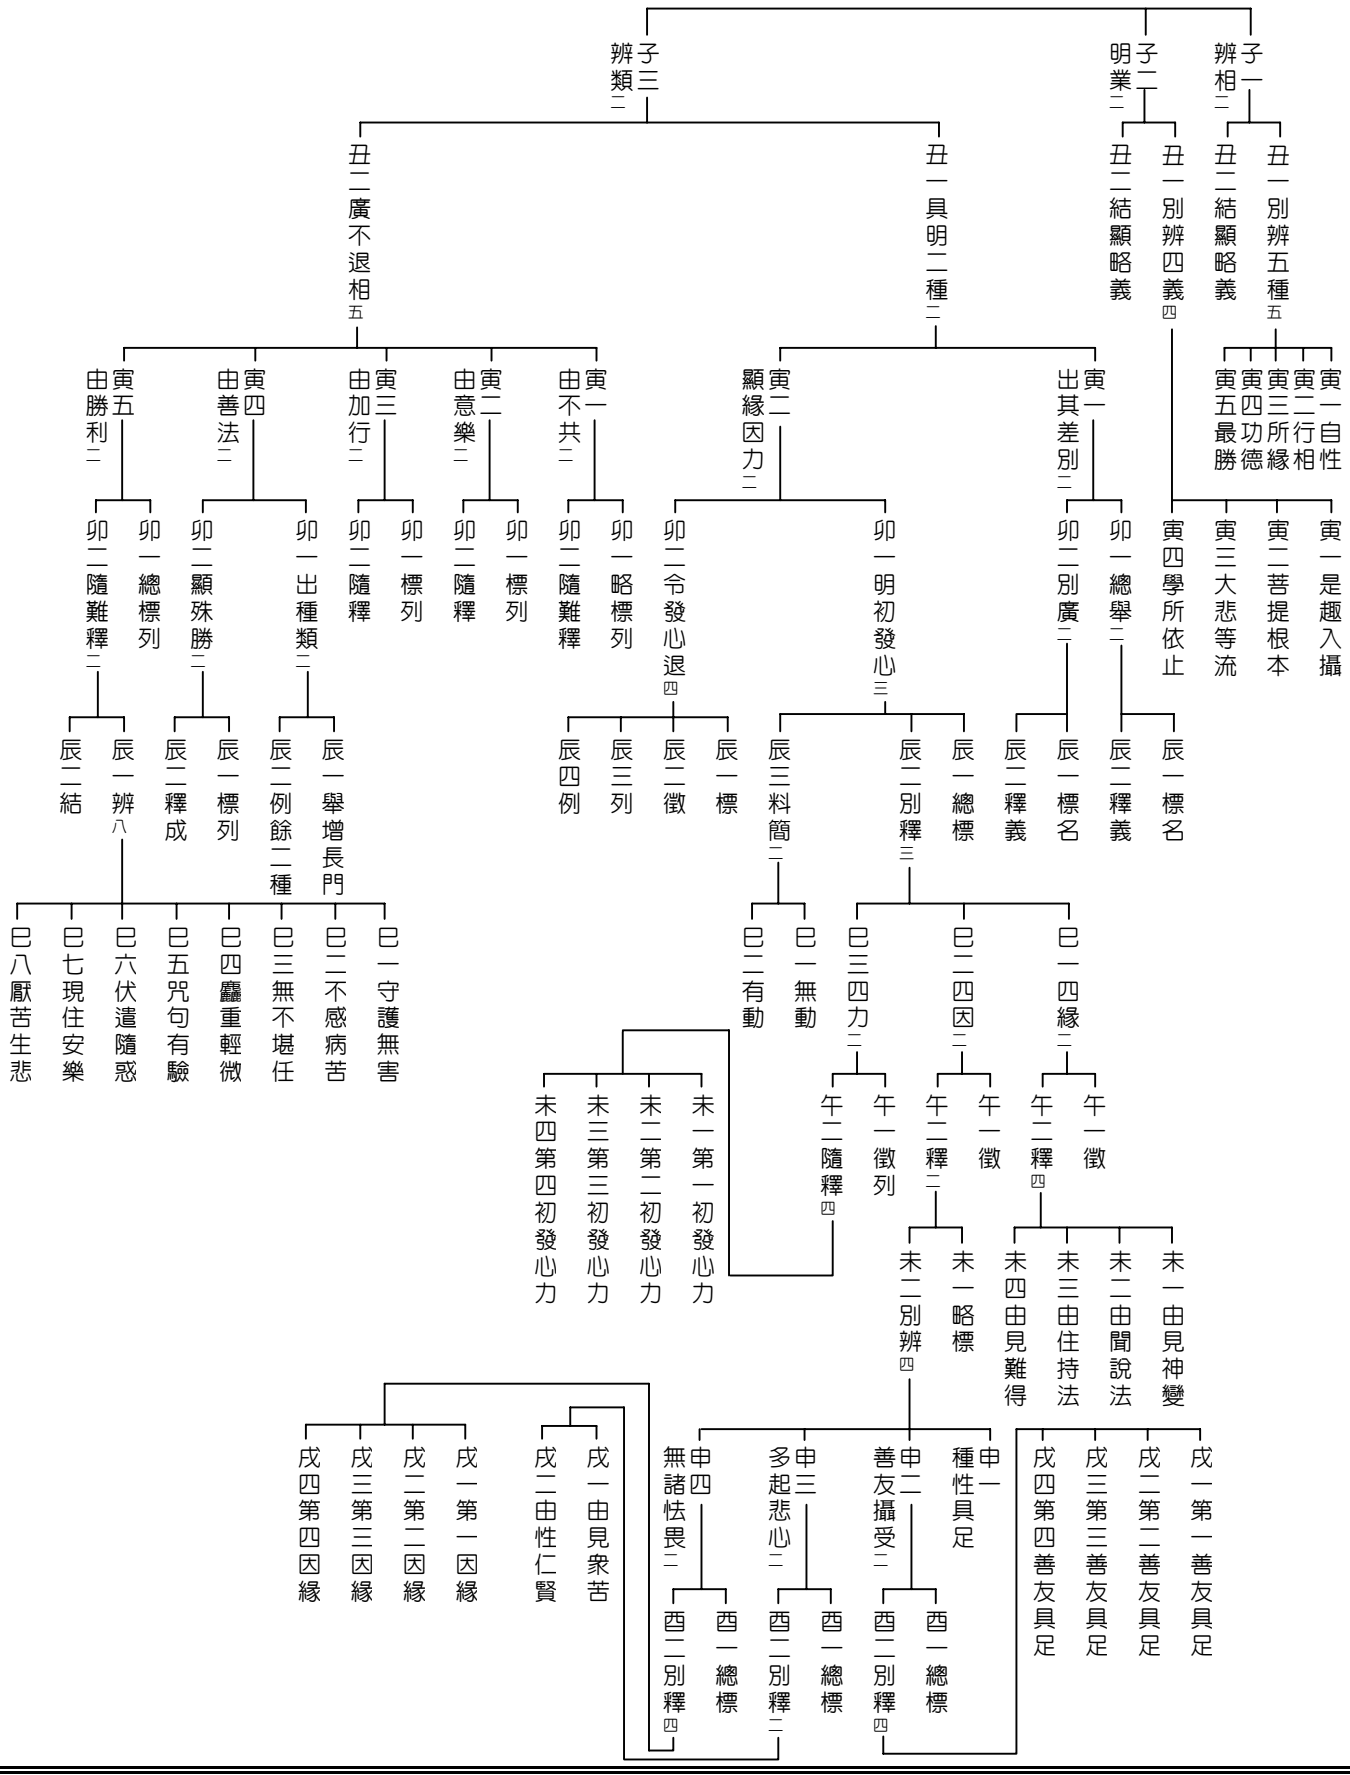 子一
辨相二
子二
明業二
子三
辨類二
丑一別辨五種五
丑二結顯略義
丑一別辨四義四
丑二結顯略義
丑一具明二種二
丑二廣不退相五
寅一自性
寅二行相
寅三所緣
寅四功德
寅五最勝
寅一
出其差別二
寅二
顯緣因力二
寅一
由不共二
寅二
由意樂二
寅三
由加行二
寅四
由善法二
寅五
由勝利二
寅一是趣入攝
寅二菩提根本
寅三大悲等流
寅四學所依止
卯一總舉二
卯二別廣二
卯一明初發心三
卯二令發心退四
卯一略標列
卯二隨難釋
卯一標列
卯二隨釋
卯一標列
卯二隨釋
卯一出種類二
卯二顯殊勝二
卯一總標列
卯二隨難釋二
辰一標名
辰二釋義
辰一標名
辰二釋義
辰一總標
辰二別釋三
辰三料簡二
辰一標
辰二徵
辰三列
辰四例
辰一舉增長門
辰二例餘二種
辰一標列
辰二釋成
辰一辨八
辰二結
巳一四緣二
巳二四因二
巳三四力二
巳一無動
巳二有動
巳一守護無害
巳二不感病苦
巳三無不堪任
巳四麤重輕微
巳五咒句有驗
巳六伏遣隨惑
巳七現住安樂
巳八厭苦生悲
午一徵
午二釋四
午一徵
午二釋二
午一徵列
午二隨釋四
未一第一初發心力
未二第二初發心力
未三第三初發心力
未四第四初發心力
未一由見神變
未二由聞說法
未三由住持法
未四由見難得
未一略標
未二別辨四
申一
種性具足
申二
善友攝受二
申三
多起悲心二
申四
無諸怯畏二
戌一第一善友具足
戌二第二善友具足
戌三第三善友具足
戌四第四善友具足
戌一由見衆苦
戌二由性仁賢
戌一第一因緣
戌二第二因緣
戌三第三因緣
戌四第四因緣
酉一總標
酉二別釋四
酉一總標
酉二別釋二
酉一總標
酉二別釋四